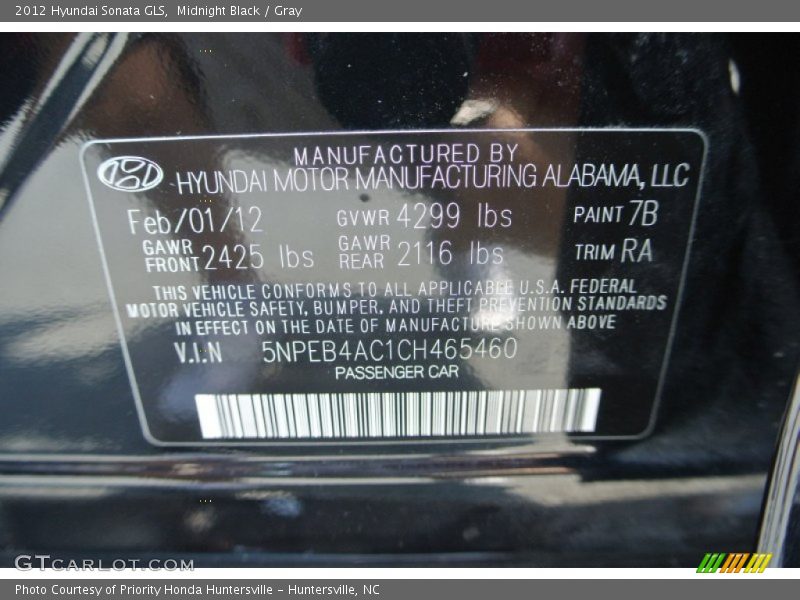 2012 Hyundai Sonata GLS, Midnight Black / Gray
MANUFACTURED BY
HYUNDAI MOTOR MANUFACTURING ALABAMA, LLC
Feb/01/12 GVWR 4299 lbs PAINT 7B
GAWR FRONT 2425 lbs GAWR REAR 2116 lbs TRIM RA
THIS VEHICLE CONFORMS TO ALL APPLICABLE U.S.A. FEDERAL
MOTOR VEHICLE SAFETY, BUMPER, AND THEFT PREVENTION STANDARDS
IN EFFECT ON THE DATE OF MANUFACTURE SHOWN ABOVE
V.I.N 5NPEB4AC1CH465460
PASSENGER CAR
GTCARLOT.COM
Photo Courtesy of Priority Honda Huntersville - Huntersville, NC